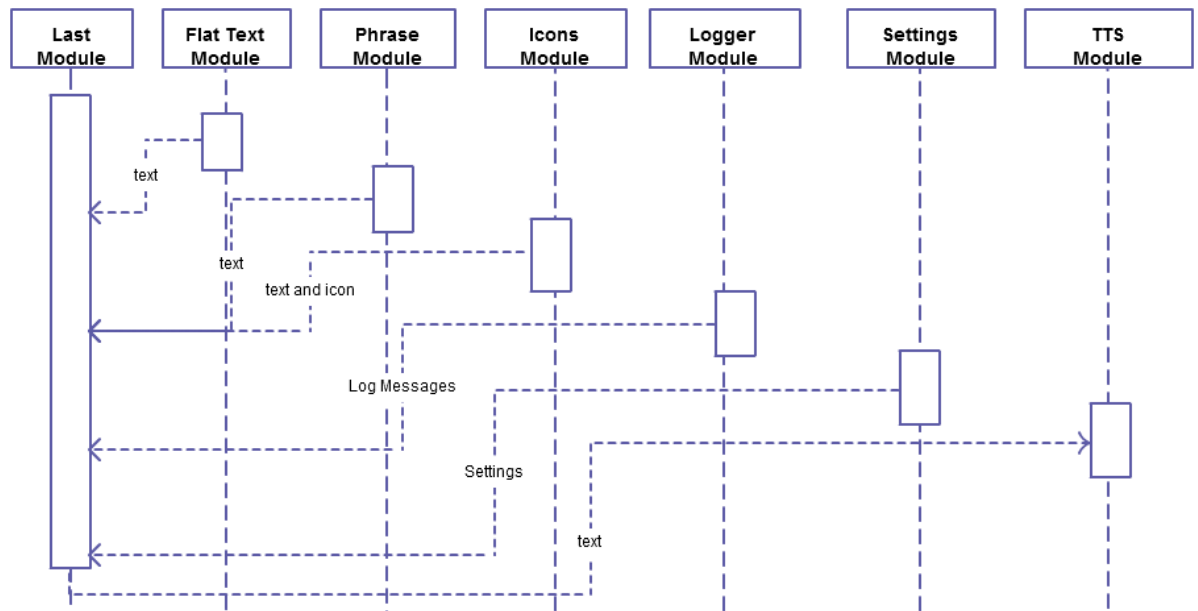 Last
Module
Flat Text
Module
Phrase
Module
Icons
Module
Logger
Module
Settings
Module
TTS
Module
text
text
text and icon
Log Messages
Settings
text